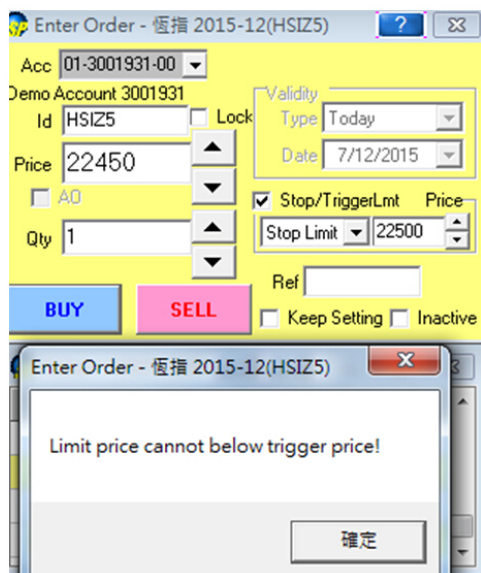 Enter Order - 恆指 2015-12(HSIZ5)
Acc 01-3001931-00
Demo Account 3001931
Id HSIZ5 Lock
Price 22450
AO
Qty 1
Validity
Type Today
Date 7/12/2015
Stop/TriggerLmt Price
Stop Limit 22500
Ref
BUY SELL Keep Setting Inactive
Enter Order - 恆指 2015-12(HSIZ5)
Limit price cannot below trigger price!
確定